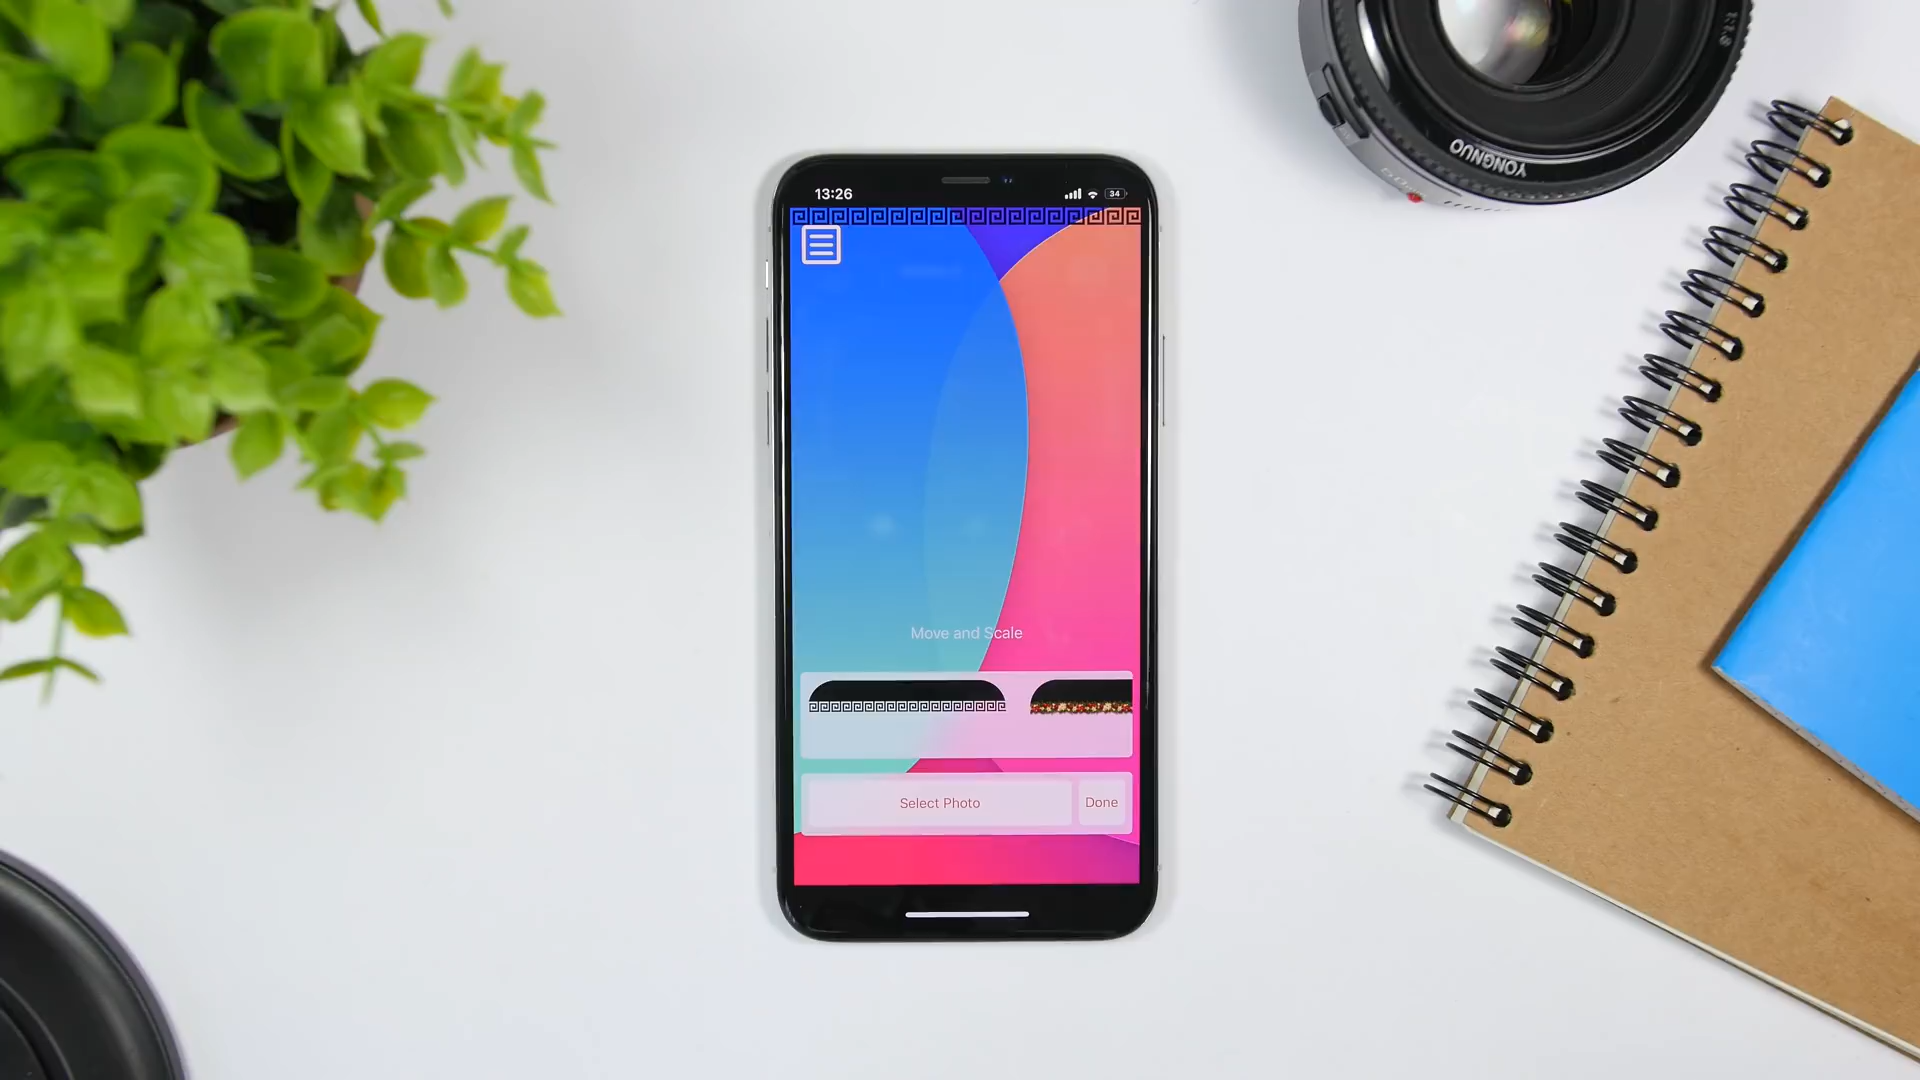 13:26
34
Move and Scale
Select Photo
Done
YONGNUO